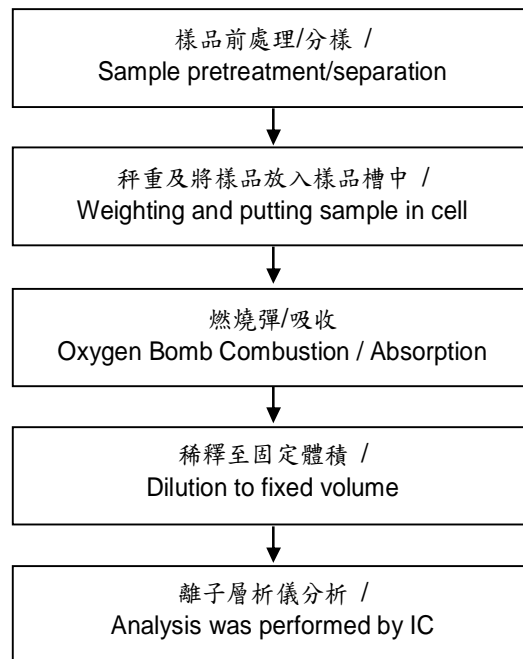 樣品前處理/分樣 /
Sample pretreatment/separation
秤重及將樣品放入樣品槽中 /
Weighting and putting sample in cell
燃燒彈/吸收
Oxygen Bomb Combustion / Absorption
稀釋至固定體積 /
Dilution to fixed volume
離子層析儀分析 /
Analysis was performed by IC